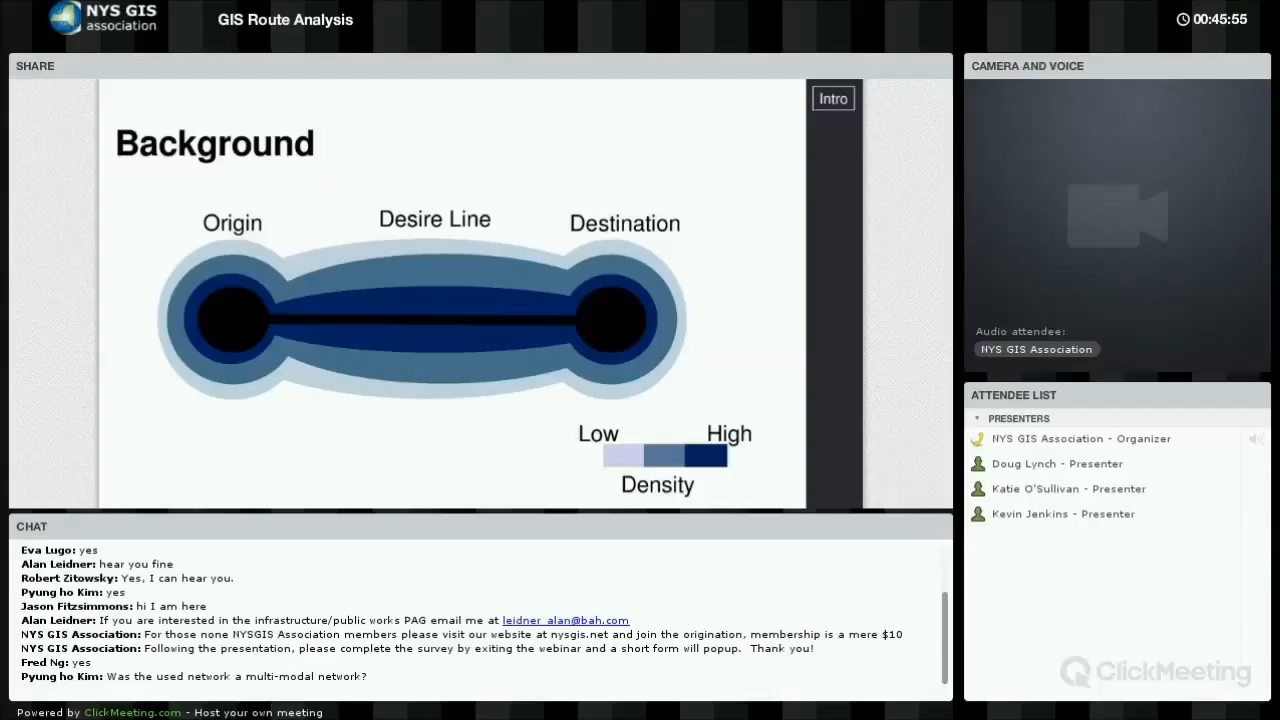 NYS GIS
association
GIS Route Analysis
00:45:55
SHARE
Intro
Background
Origin
Desire Line
Destination
Low
High
Density
CHAT
Eva Lugo: yes
Alan Leidner: hear you fine
Robert Zitowsky: Yes, I can hear you.
Pyung ho Kim: yes
Jason Fitzsimmons: hi I am here
Alan Leidner: If you are interested in the infrastructure/public works PAG email me at leidner_alan@bah.com
NYS GIS Association: For those none NYSGIS Association members please visit our website at nysgis.net and join the origination, membership is a mere $10
NYS GIS Association: Following the presentation, please complete the survey by exiting the webinar and a short form will popup. Thank you!
Fred Ng: yes
Pyung ho Kim: Was the used network a multi-modal network?
CAMERA AND VOICE
Audio attendee:
NYS GIS Association
ATTENDEE LIST
PRESENTERS
NYS GIS Association - Organizer
Doug Lynch - Presenter
Katie O'Sullivan - Presenter
Kevin Jenkins - Presenter
ClickMeeting
Powered by ClickMeeting.com - Host your own meeting